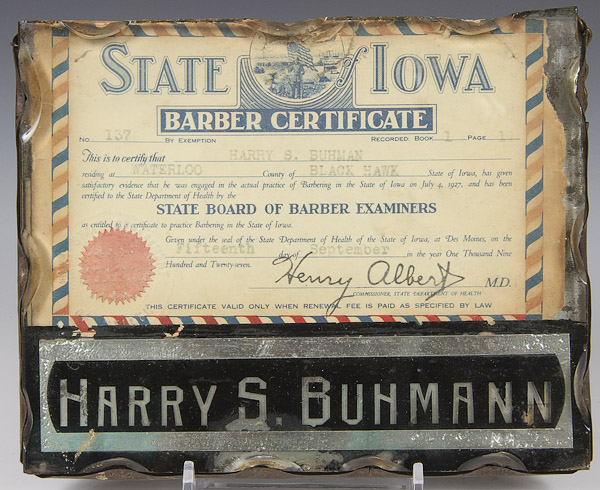 STATE of IOWA
BARBER CERTIFICATE
No 137 BY EXEMPTION RECORDED: BOOK 1 PAGE
This is to certify that HARRY S. BUHMAN
residing at WATERLOO County of BLACK HAWK State of Iowa, has given
satisfactory evidence that he was engaged in the actual practice of Barbering in the State of Iowa on July 4, 1927, and has been
certified to the State Department of Health by the
STATE BOARD OF BARBER EXAMINERS
as entitled to a certificate to practice Barbering in the State of Iowa.
Given under the seal of the State Department of Health of the State of Iowa, at Des Moines, on the
fifteenth day of September in the year One Thousand Nine
Hundred and Twenty-seven.
Henry Albert M.D.
COMMISSIONER, STATE DEPARTMENT OF HEALTH
THIS CERTIFICATE VALID ONLY WHEN RENEWAL FEE IS PAID AS SPECIFIED BY LAW
HARRY S. BUHMANN